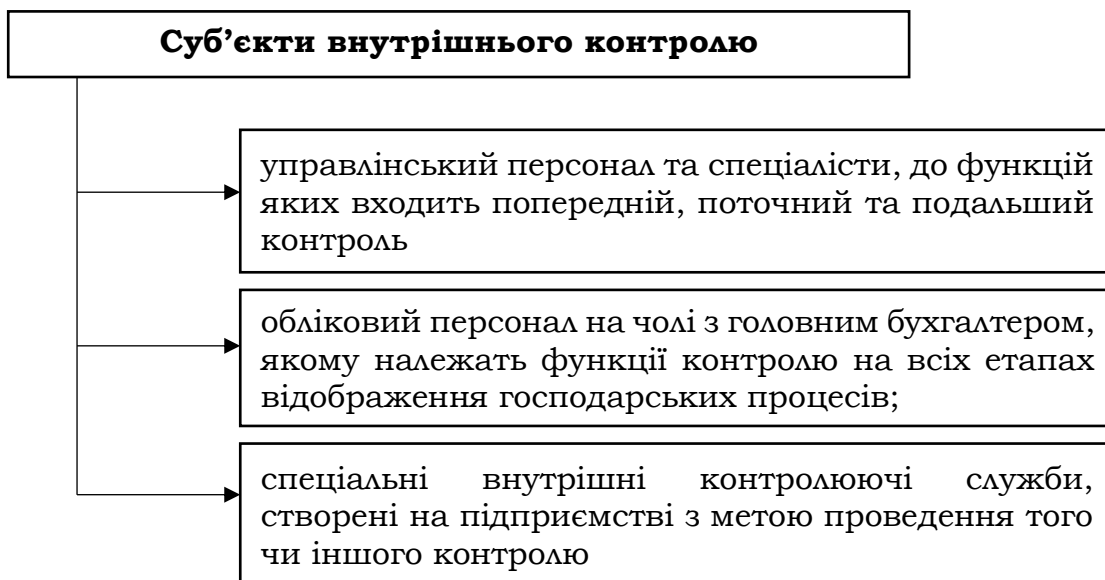 Суб’єкти внутрішнього контролю
управлінський персонал та спеціалісти, до функцій
яких входить попередній, поточний та подальший
контроль
обліковий персонал на чолі з головним бухгалтером,
якому належать функції контролю на всіх етапах
відображення господарських процесів;
спеціальні внутрішні контролюючі служби,
створені на підприємстві з метою проведення того
чи іншого контролю